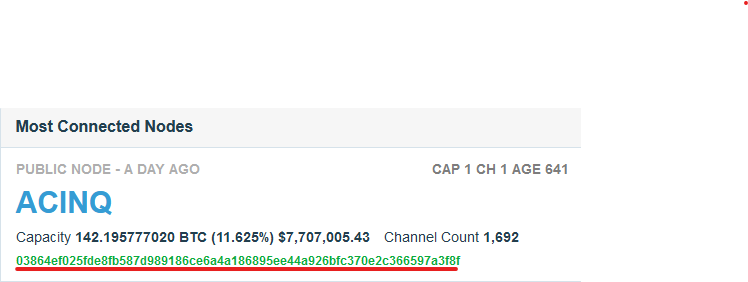 Most Connected Nodes
PUBLIC NODE - A DAY AGO CAP 1 CH 1 AGE 641
ACINQ
Capacity 142.195777020 BTC (11.625%) $7,707,005.43 Channel Count 1,692
03864ef025fde8fb587d989186ce6a4a186895ee44a926bfc370e2c366597a3f8f